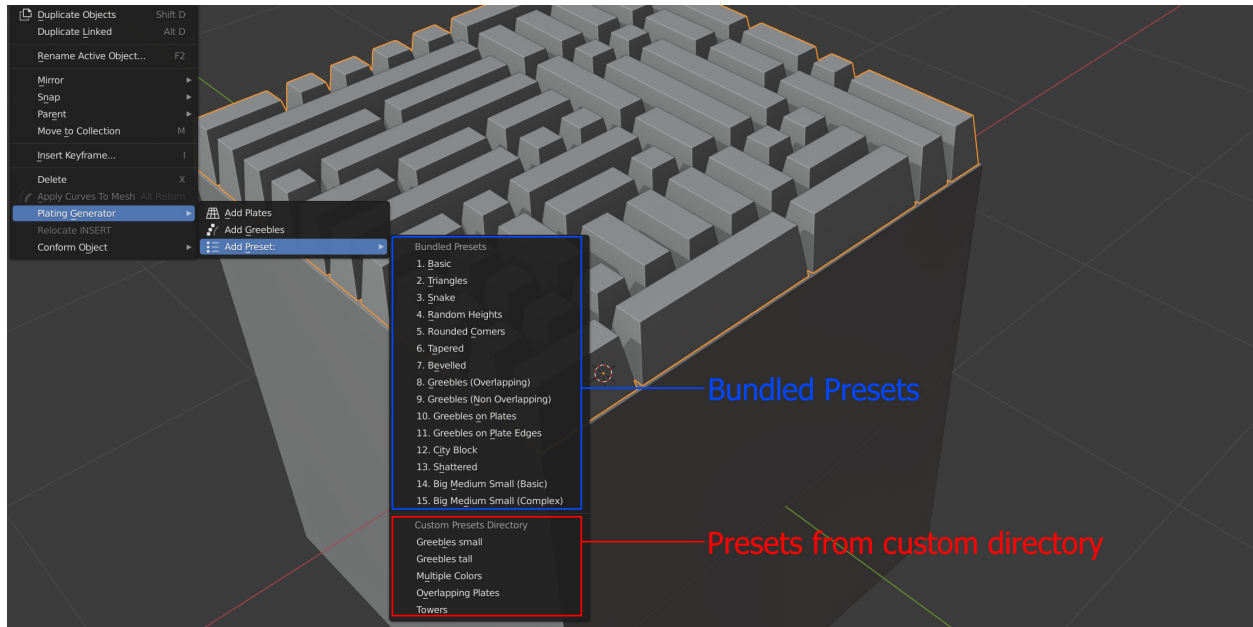 Duplicate Objects Shift D
Duplicate Linked Alt D
Rename Active Object... F2
Mirror
Snap
Parent
Move to Collection M
Insert Keyframe... I
Delete X
Apply Curves To Mesh Alt Return
Plating Generator
Relocate INSERT
Conform Object
Add Plates
Add Greebles
Add Preset:
Bundled Presets
1. Basic
2. Triangles
3. Snake
4. Random Heights
5. Rounded Corners
6. Tapered
7. Bevelled
8. Greebles (Overlapping)
9. Greebles (Non Overlapping)
10. Greebles on Plates
11. Greebles on Plate Edges
12. City Block
13. Shattered
14. Big Medium Small (Basic)
15. Big Medium Small (Complex)
Custom Presets Directory
Greebles small
Greebles tall
Multiple Colors
Overlapping Plates
Towers
Bundled Presets
Presets from custom directory